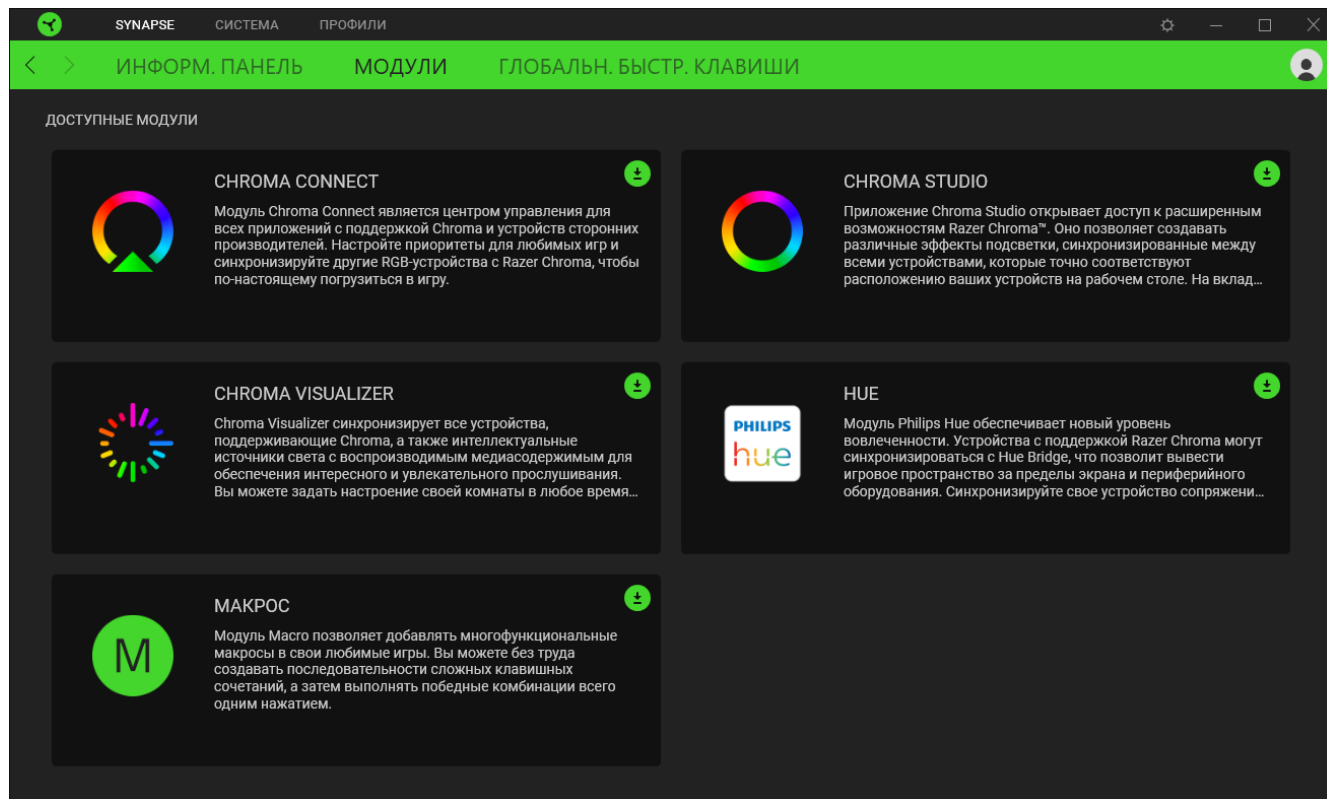 SYNAPSE СИСТЕМА ПРОФИЛИ
ИНФОРМ. ПАНЕЛЬ МОДУЛИ ГЛОБАЛЬН. БЫСТР. КЛАВИШИ
ДОСТУПНЫЕ МОДУЛИ
CHROMA CONNECT
Модуль Chroma Connect является центром управления для
всех приложений с поддержкой Chroma и устройств сторонних
производителей. Настройте приоритеты для любимых игр и
синхронизируйте другие RGB-устройства с Razer Chroma, чтобы
по-настоящему погрузиться в игру.
CHROMA STUDIO
Приложение Chroma Studio открывает доступ к расширенным
возможностям Razer Chroma™. Оно позволяет создавать
различные эффекты подсветки, синхронизированные между
всеми устройствами, которые точно соответствуют
расположению ваших устройств на рабочем столе. На вклад...
CHROMA VISUALIZER
Chroma Visualizer синхронизирует все устройства,
поддерживающие Chroma, а также интеллектуальные
источники света с воспроизводимым медиасодержимым для
обеспечения интересного и увлекательного прослушивания.
Вы можете задать настроение своей комнаты в любое время...
PHILIPS
hue
HUE
Модуль Philips Hue обеспечивает новый уровень
вовлеченности. Устройства с поддержкой Razer Chroma могут
синхронизироваться с Hue Bridge, что позволит вывести
игровое пространство за пределы экрана и периферийного
оборудования. Синхронизируйте свое устройство сопряжени...
M
МАКРОС
Модуль Macro позволяет добавлять многофункциональные
макросы в свои любимые игры. Вы можете без труда
создавать последовательности сложных клавишных
сочетаний, а затем выполнять победные комбинации всего
одним нажатием.